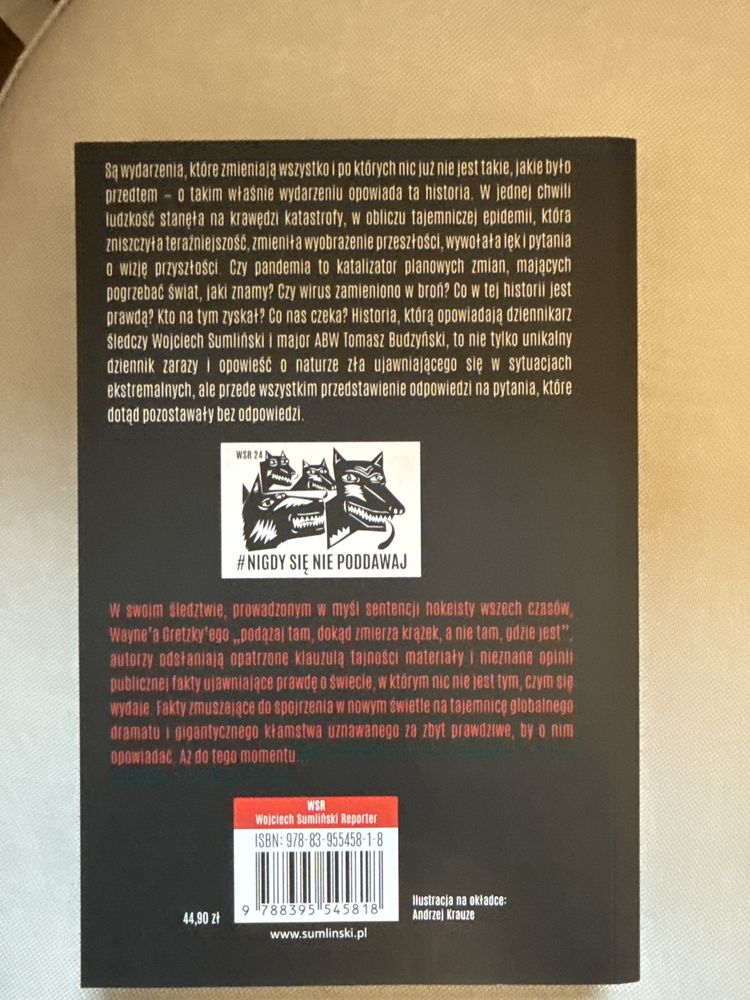 Są wydarzenia, które zmieniają wszystko i po których nic już nie jest takie, jakie było
przedtem – o takim właśnie wydarzeniu opowiada ta historia. W jednej chwili
ludzkość stanęła na krawędzi katastrofy, w obliczu tajemniczej epidemii, która
zniszczyła teraźniejszość, zmieniła wyobrażenie przeszłości, wywołała lęk i pytania
o wizję przyszłości. Czy pandemia to katalizator planowych zmian, mających
pogrzebać świat, jaki znamy? Czy wirus zamieniono w broń? Co w tej historii jest
prawdą? Kto na tym zyskał? Co nas czeka? Historia, którą opowiadają dziennikarz
śledczy Wojciech Sumliński i major ABW Tomasz Budzyński, to nie tylko unikalny
dziennik zarazy i opowieść o naturze zła ujawniającego się w sytuacjach
ekstremalnych, ale przede wszystkim przedstawienie odpowiedzi na pytania, które
dotąd pozostawały bez odpowiedzi.
WSR 24
#NIGDY SIĘ NIE PODDAWAJ
W swoim śledztwie, prowadzonym w myśl sentencji hokeisty wszech czasów,
Wayne'a Gretzky'ego „podążaj tam, dokąd zmierza krążek, a nie tam, gdzie jest",
autorzy odsłaniają opatrzone klauzulą tajności materiały i nieznane opinii
publicznej fakty ujawniające prawdę o świecie, w którym nic nie jest tym, czym się
wydaje. Fakty zmuszające do spojrzenia w nowym świetle na tajemnicę globalnego
dramatu i gigantycznego kłamstwa uznawanego za zbyt prawdziwe, by o nim
opowiadać. Aż do tego momentu...
WSR
Wojciech Sumliński Reporter
ISBN: 978-83-955458-1-8
9 788395 545818
44,90 zł
Ilustracja na okładce:
Andrzej Krauze
www.sumlinski.pl